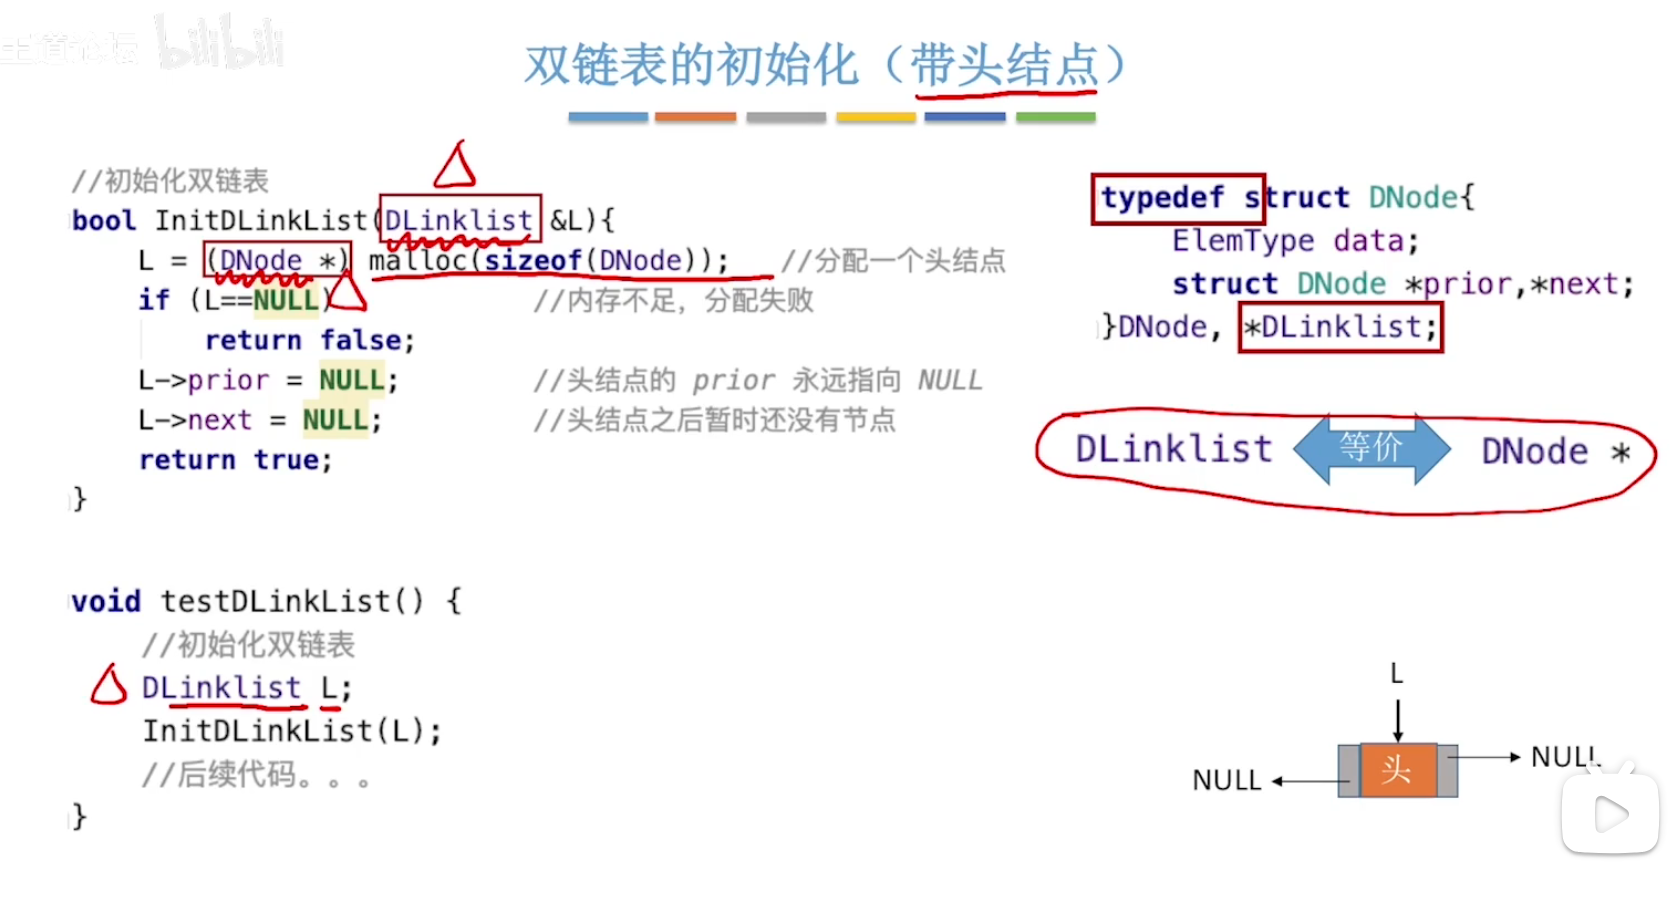 王道论坛 bilibili
双链表的初始化（带头结点）
//初始化双链表
bool InitDLinkList(DLinklist &L){
L = (DNode *) malloc(sizeof(DNode)); //分配一个头结点
if (L==NULL) //内存不足，分配失败
return false;
L->prior = NULL; //头结点的 prior 永远指向 NULL
L->next = NULL; //头结点之后暂时还没有节点
return true;
}
void testDLinkList() {
//初始化双链表
DLinklist L;
InitDLinkList(L);
//后续代码。。。
}
typedef struct DNode{
ElemType data;
struct DNode *prior,*next;
}DNode, *DLinklist;
DLinklist 等价 DNode *
L
NULL 头 NULL